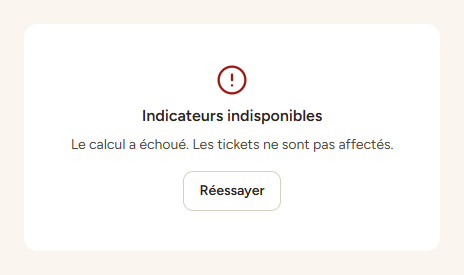 Indicateurs indisponibles
Le calcul a échoué. Les tickets ne sont pas affectés.
Réessayer